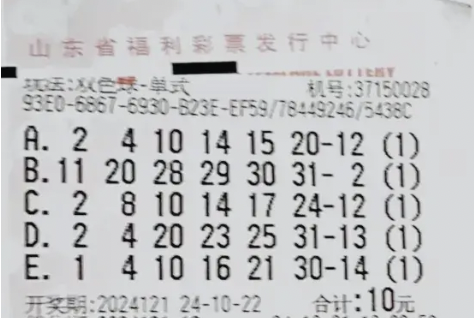 山东省福利彩票发行中心
玩法:双色球-单式 机号:37150028
93E0-6867-6930-B23E-EF59/78449246/5438C
A. 2 4 10 14 15 20-12 (1)
B. 11 20 28 29 30 31- 2 (1)
C. 2 8 10 14 17 24-12 (1)
D. 2 4 20 23 25 31-13 (1)
E. 1 4 10 16 21 30-14 (1)
开奖期:2024121 24-10-22 合计:10元